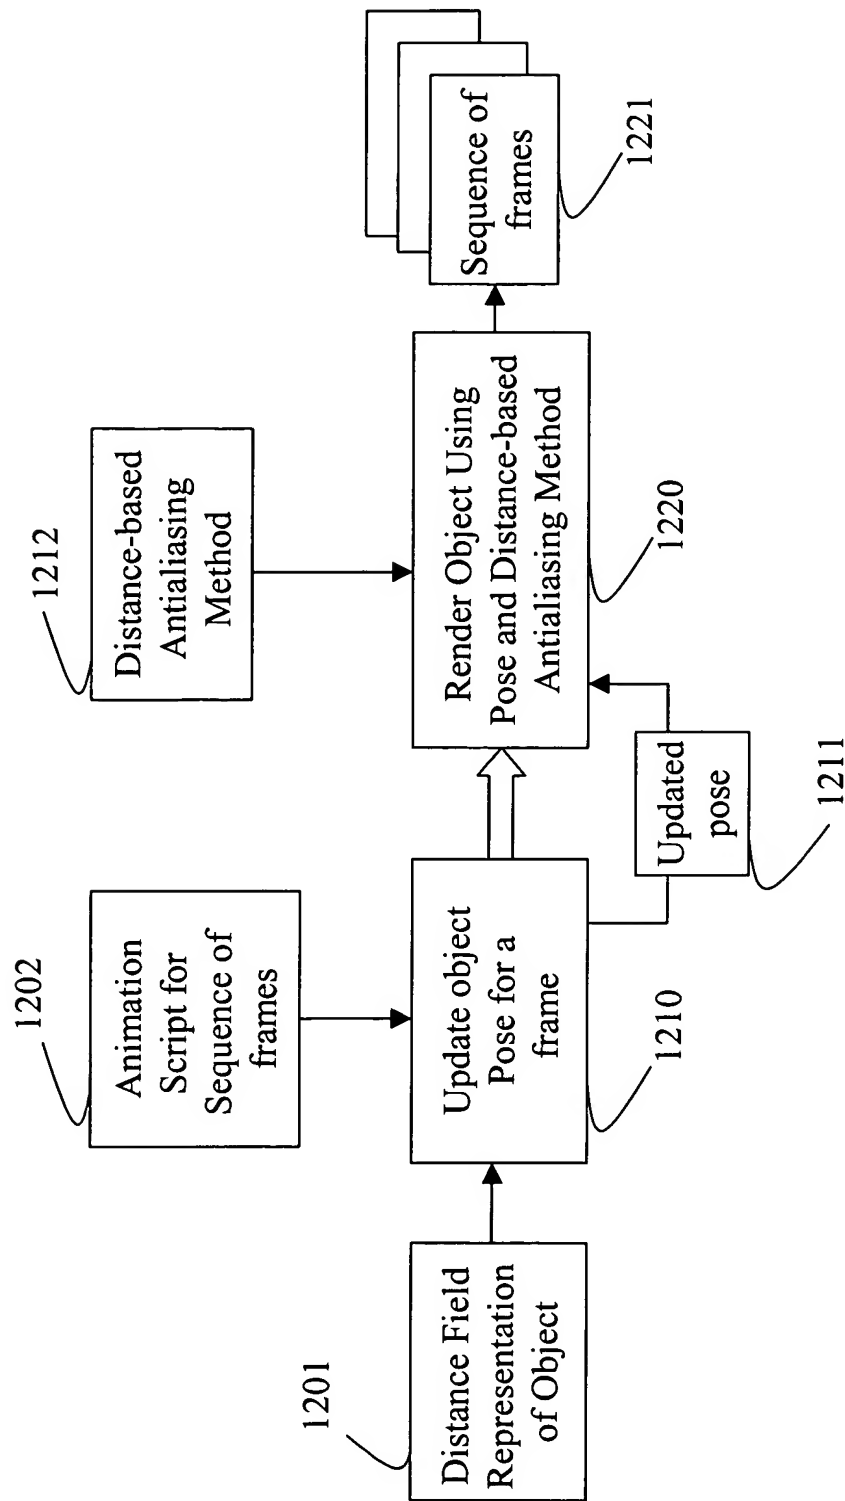 1202
Animation
Script for
Sequence of
frames
1212
Distance-based
Antialiasing
Method
1201
Distance Field
Representation
of Object
Update object
Pose for a
frame
1210
Render Object Using
Pose and Distance-based
Antialiasing Method
1220
Sequence of
frames
1221
Updated
pose
1211